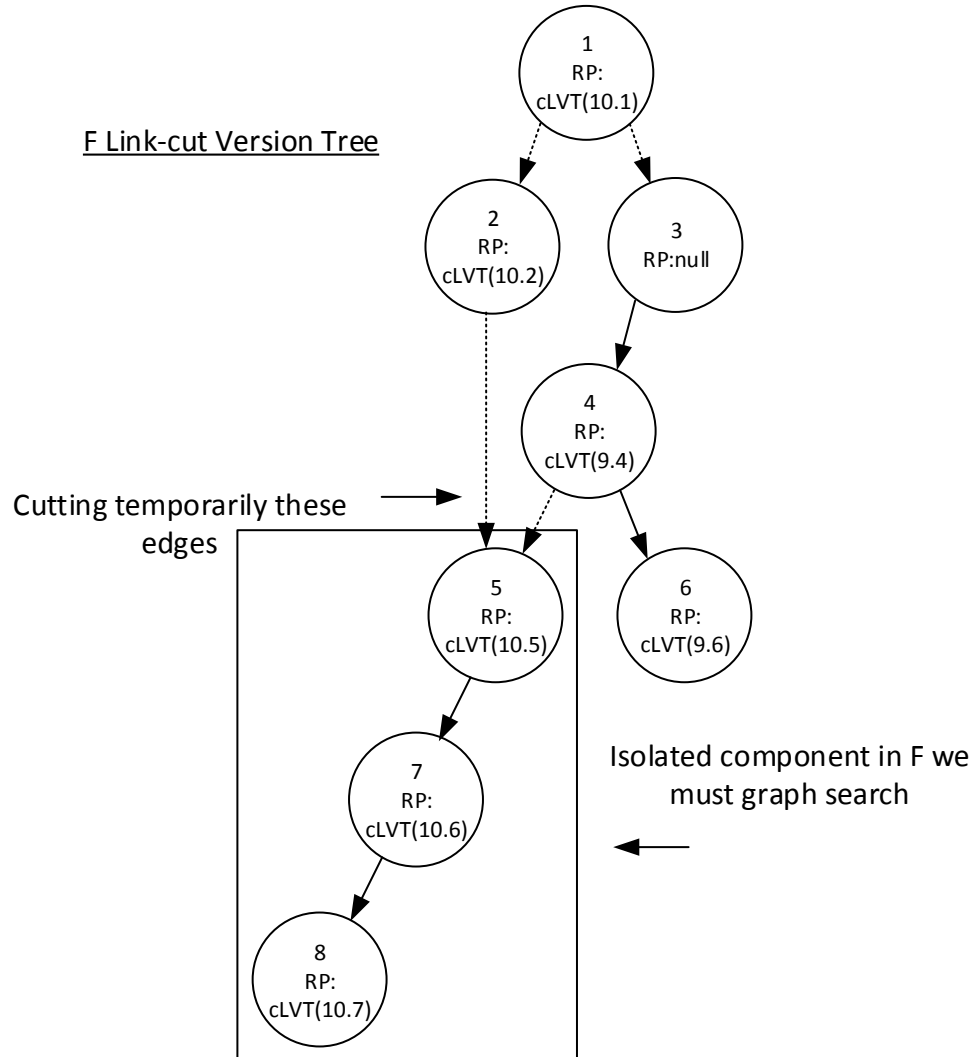 1
RP:
cLVT(10.1)
F Link-cut Version Tree
2
RP:
cLVT(10.2)
3
RP:null
4
RP:
cLVT(9.4)
Cutting temporarily these
edges
5
RP:
cLVT(10.5)
6
RP:
cLVT(9.6)
7
RP:
cLVT(10.6)
Isolated component in F we
must graph search
8
RP:
cLVT(10.7)